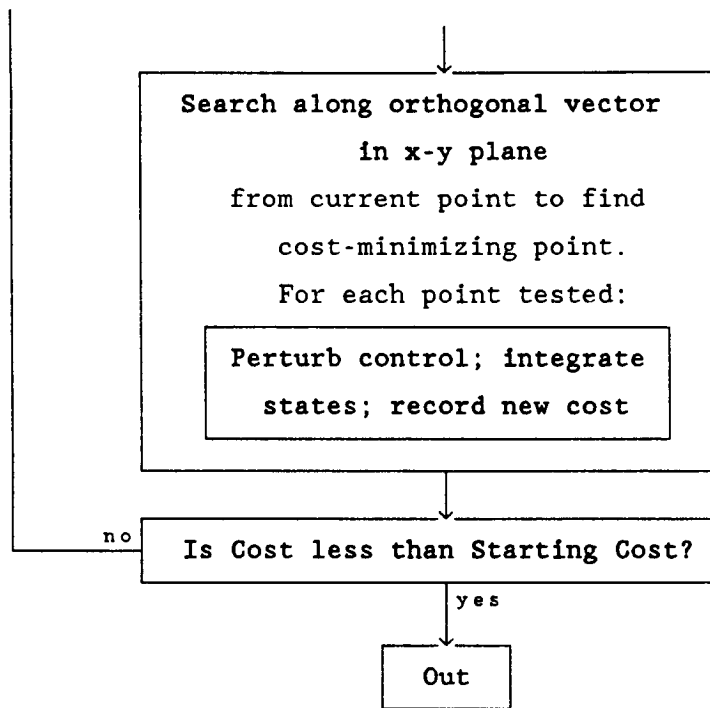 Search along orthogonal vector
in x-y plane
from current point to find
cost-minimizing point.
For each point tested:
Perturb control; integrate
states; record new cost
no
Is Cost less than Starting Cost?
yes
Out